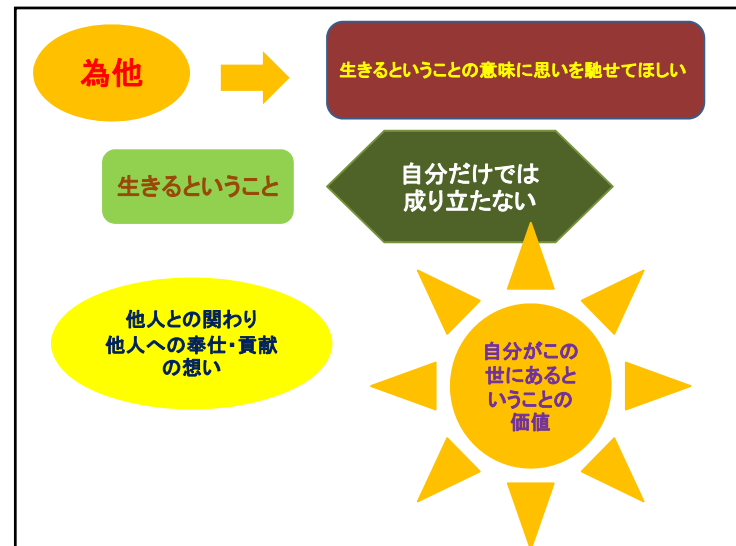 為他
生きるということの意味に思いを馳せてほしい
生きるということ
自分だけでは
成り立たない
他人との関わり
他人への奉仕・貢献
の想い
自分がこの
世にあると
いうことの
価値